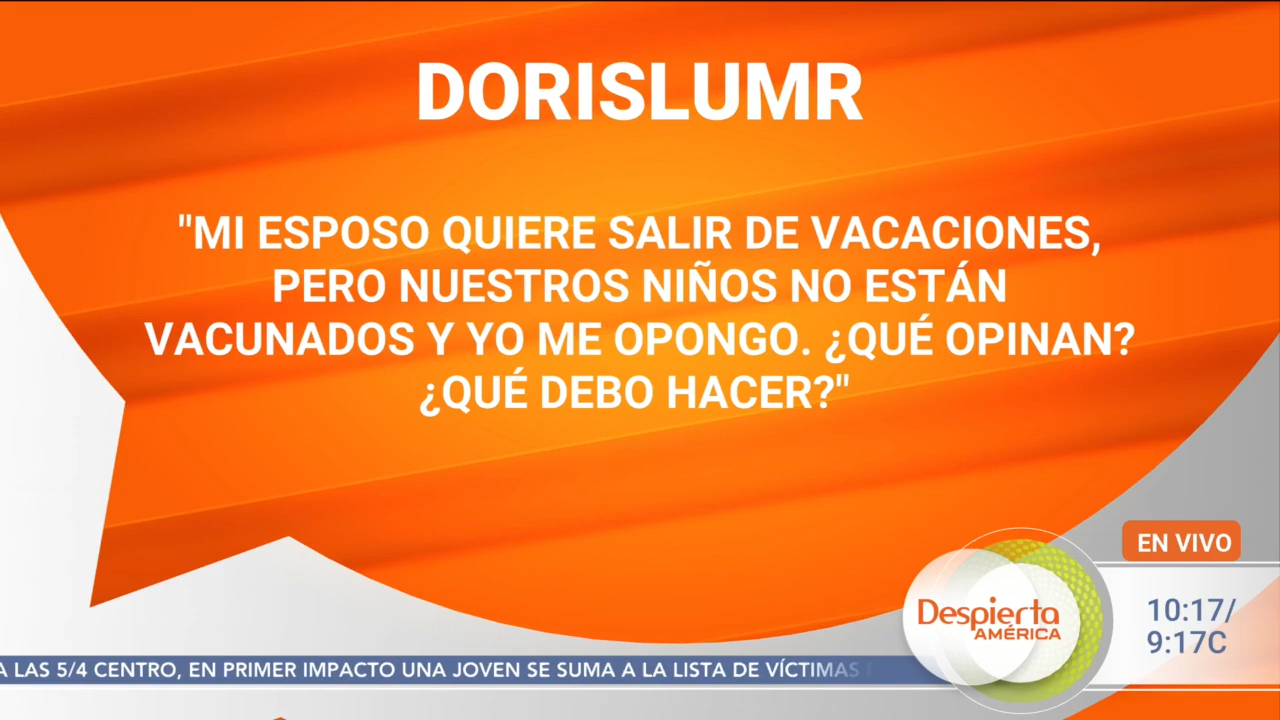 DORISLUMR
"MI ESPOSO QUIERE SALIR DE VACACIONES,
PERO NUESTROS NIÑOS NO ESTÁN
VACUNADOS Y YO ME OPONGO. ¿QUÉ OPINAN?
¿QUÉ DEBO HACER?"
EN VIVO
Despierta
AMÉRICA
10:17/
9:17C
A LAS 5/4 CENTRO, EN PRIMER IMPACTO UNA JOVEN SE SUMA A LA LISTA DE VÍCTIMAS